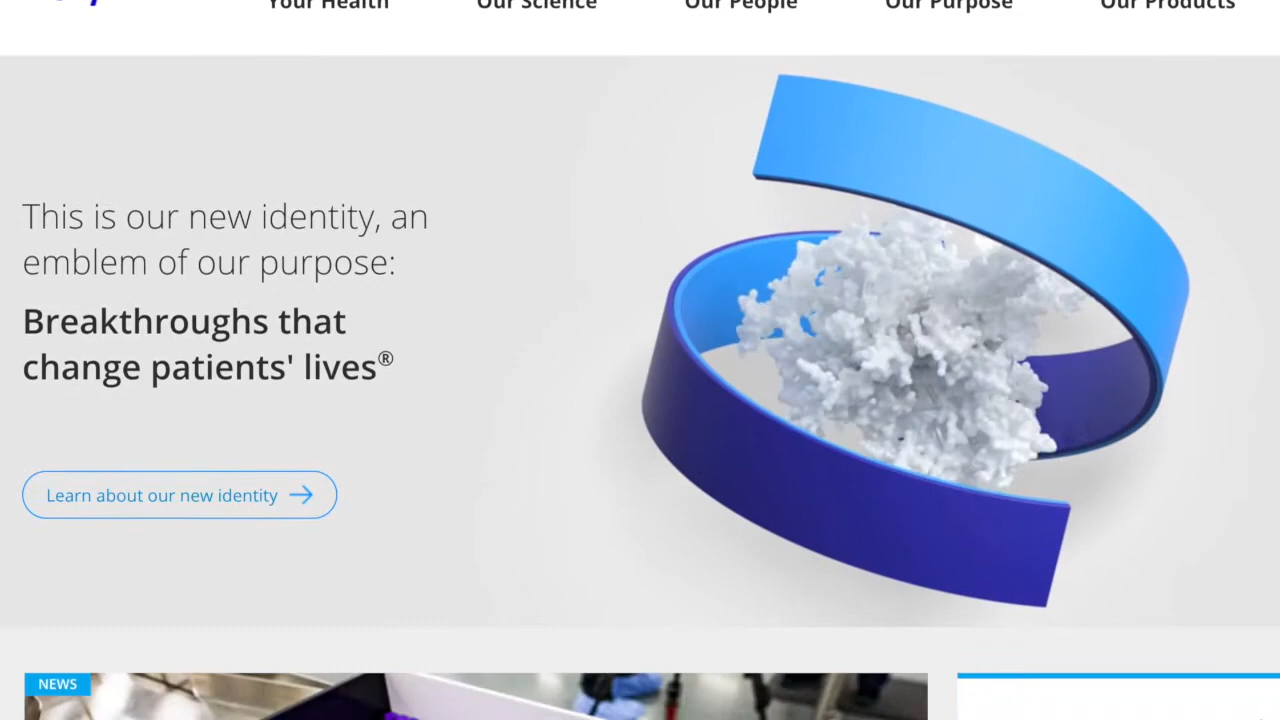 Your Health Our Science Our People Our Purpose Our Products
This is our new identity, an
emblem of our purpose:
Breakthroughs that
change patients' lives®
Learn about our new identity
NEWS